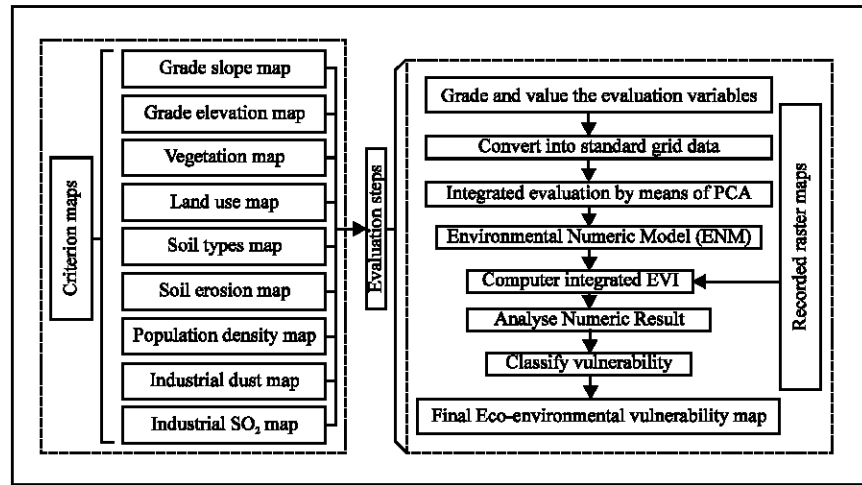 Criterion maps
Grade slope map
Grade elevation map
Vegetation map
Land use map
Soil types map
Soil erosion map
Population density map
Industrial dust map
Industrial SO₂ map
Evaluation steps
Grade and value the evaluation variables
Convert into standard grid data
Integrated evaluation by means of PCA
Environmental Numeric Model (ENM)
Computer integrated EVI
Analyse Numeric Result
Classify vulnerability
Final Eco-environmental vulnerability map
Recorded raster maps